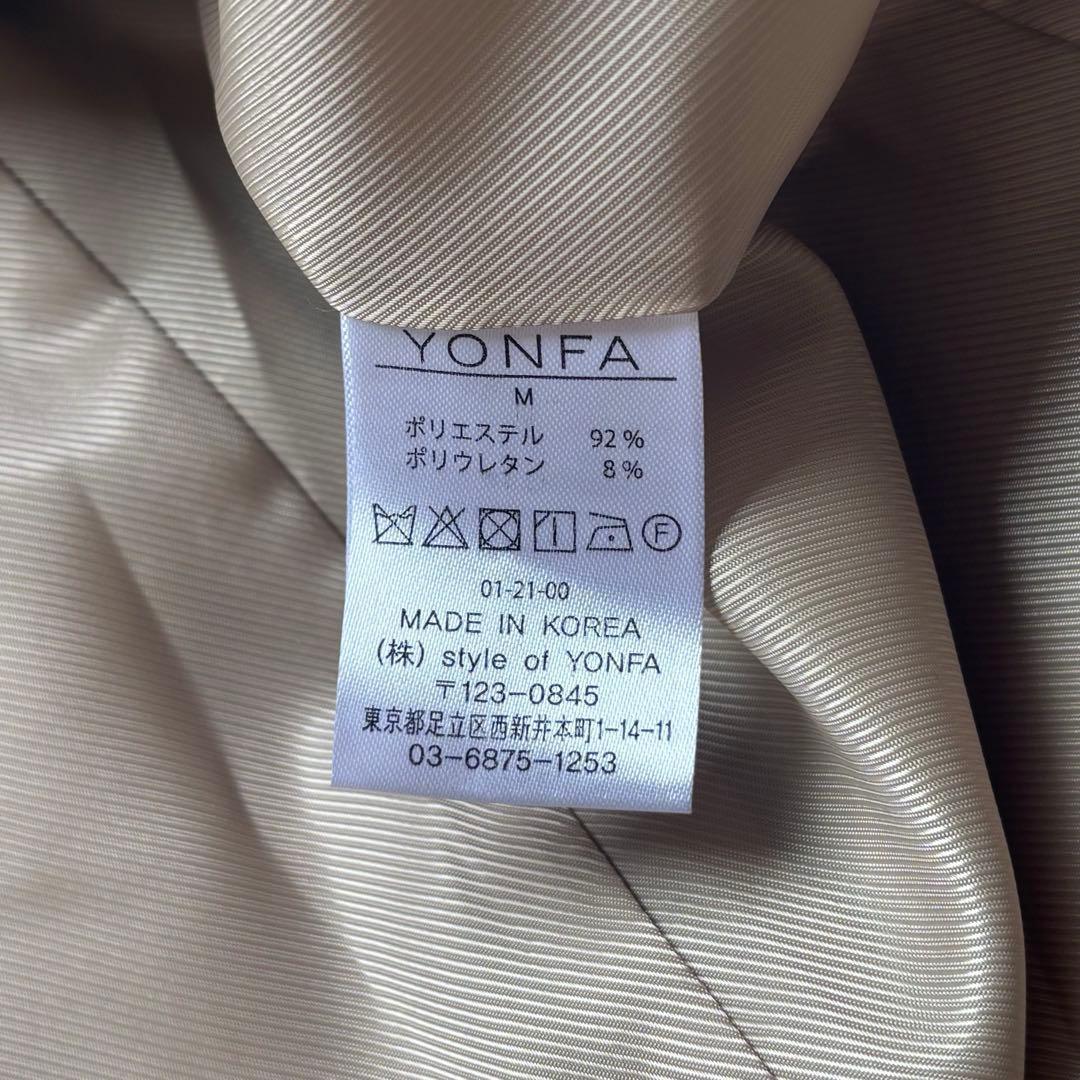 YONFA
M
ポリエステル 92%
ポリウレタン 8%
F
01-21-00
MADE IN KOREA
(株) style of YONFA
〒123-0845
東京都足立区西新井本町1-14-11
03-6875-1253